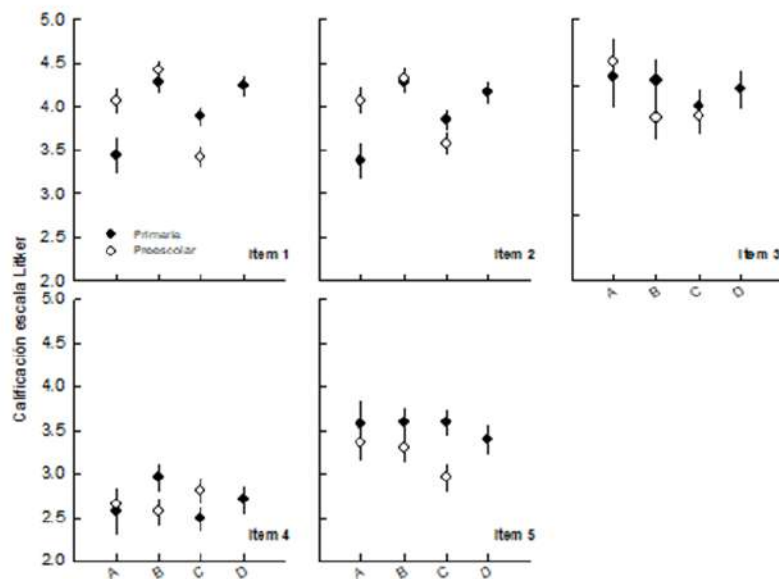 5.0
4.5
4.0
3.5
3.0
2.5
2.0
Primaria
Preescolar
Item 1
Item 2
Item 3
A B C D
Calificación escala Litker
5.0
4.5
4.0
3.5
3.0
2.5
2.0
Item 4
Item 5
A B C D
A B C D